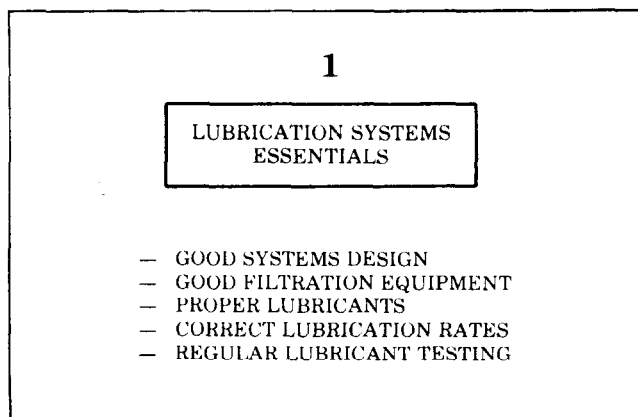 1
LUBRICATION SYSTEMS
ESSENTIALS
— GOOD SYSTEMS DESIGN
— GOOD FILTRATION EQUIPMENT
— PROPER LUBRICANTS
— CORRECT LUBRICATION RATES
— REGULAR LUBRICANT TESTING